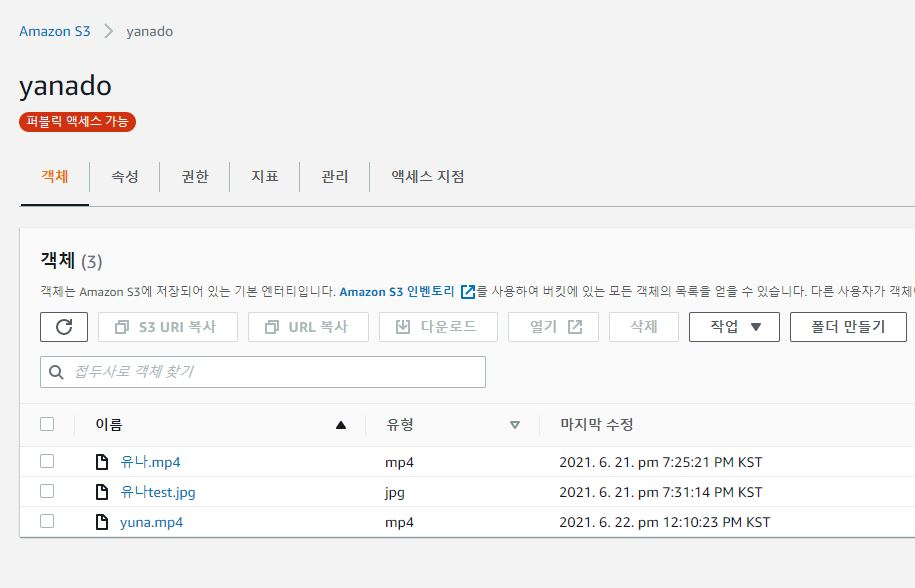 Amazon S3 > yanado
yanado
퍼블릭 액세스 가능
객체 속성 권한 지표 관리 액세스 지점
객체 (3)
객체는 Amazon S3에 저장되어 있는 기본 엔터티입니다. Amazon S3 인벤토리 를 사용하여 버킷에 있는 모든 객체의 목록을 얻을 수 있습니다. 다른 사용자가 객체
S3 URI 복사 URL 복사 다운로드 열기 삭제 작업 폴더 만들기
접두사로 객체 찾기
이름 유형 마지막 수정
유나.mp4 mp4 2021. 6. 21. pm 7:25:21 PM KST
유나test.jpg jpg 2021. 6. 21. pm 7:31:14 PM KST
yuna.mp4 mp4 2021. 6. 22. pm 12:10:23 PM KST